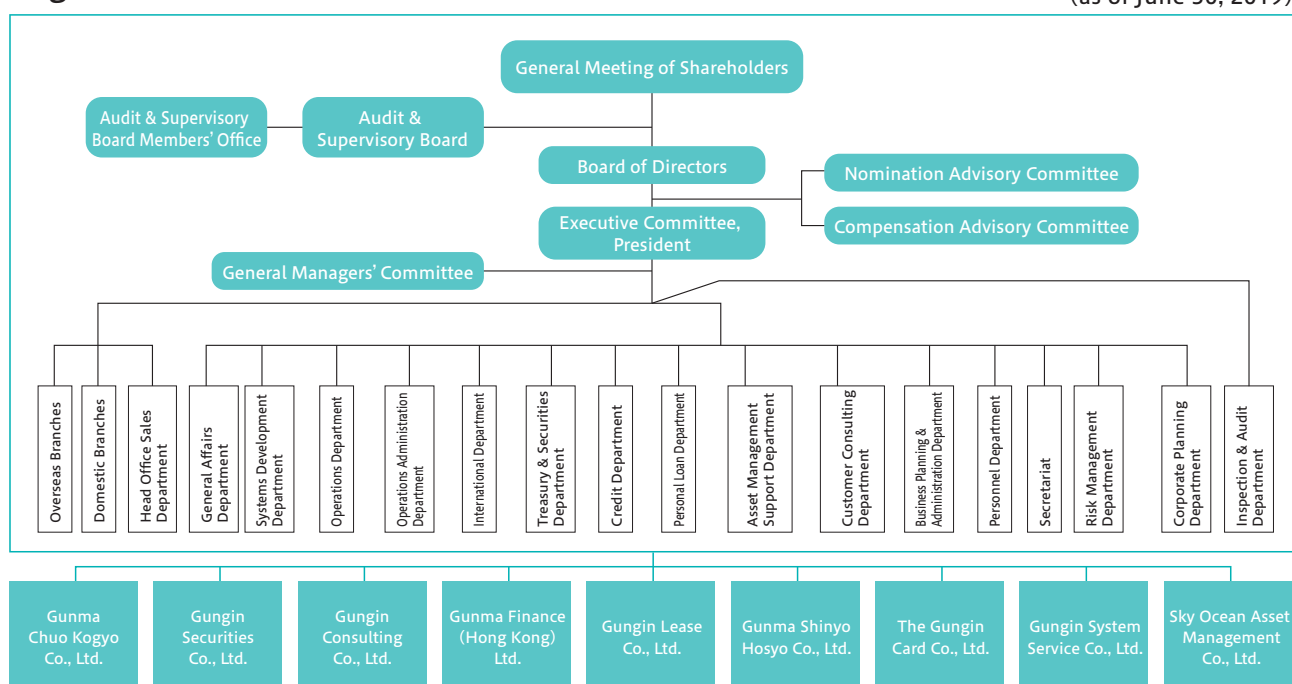 (as of June 30, 2019)
General Meeting of Shareholders
Audit & Supervisory
Board Members' Office
Audit &
Supervisory Board
Board of Directors
Nomination Advisory Committee
Executive Committee,
President
Compensation Advisory Committee
General Managers' Committee
Overseas Branches
Domestic Branches
Head Office Sales
Department
General Affairs
Department
Systems Development
Department
Operations Department
Operations Administration
Department
International Department
Treasury & Securities
Department
Credit Department
Personal Loan Department
Asset Management
Support Department
Customer Consulting
Department
Business Planning &
Administration Department
Personnel Department
Secretariat
Risk Management
Department
Corporate Planning
Department
Inspection & Audit
Department
Gunma
Chuo Kogyo
Co., Ltd.
Gungin
Securities
Co., Ltd.
Gungin
Consulting
Co., Ltd.
Gunma Finance
(Hong Kong)
Ltd.
Gungin Lease
Co., Ltd.
Gunma Shinyo
Hosyo Co., Ltd.
The Gungin
Card Co., Ltd.
Gungin System
Service Co., Ltd.
Sky Ocean Asset
Management
Co., Ltd.